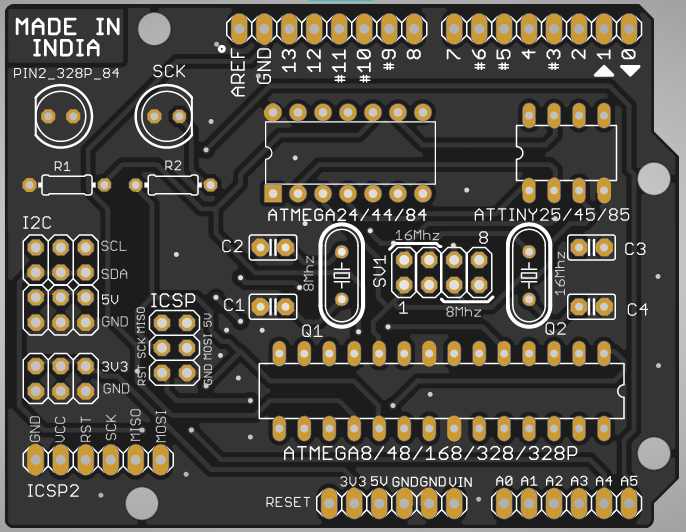 MADE IN
INDIA
PIN2_328P_84
SCK
AREF
GND
13
12
#11
#10
#9
8
7
#6
#5
4
#3
2
1
0
R1
R2
ATMEGA24/44/84
ATTINY25/45/85
I2C
SCL
SDA
5V
GND
3V3
GND
C2
C1
8Mhz
Q1
16Mhz
SV1
8
1
8Mhz
16Mhz
Q2
C3
C4
ICSP
MISO
SCK
RST
5V
MOSI
GND
GND
VCC
RST
SCK
MISO
MOSI
ICSP2
ATMEGA8/48/168/328/328P
RESET
3V3 5V GND GND VIN
A0 A1 A2 A3 A4 A5